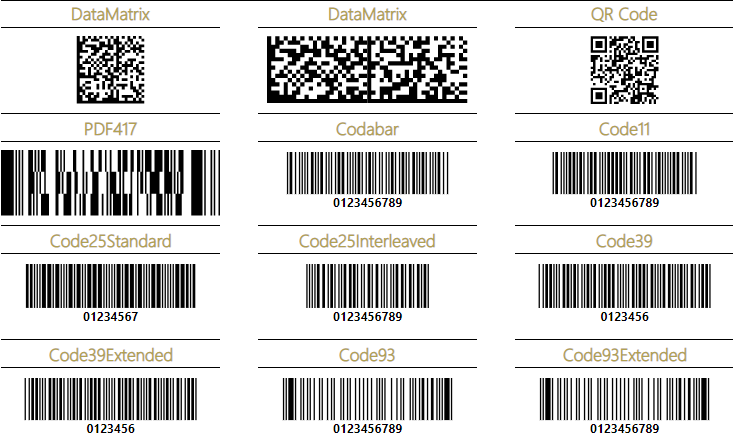 DataMatrix
DataMatrix
QR Code
PDF417
Codabar
Code11
0123456789
0123456789
Code25Standard
Code25Interleaved
Code39
01234567
0123456789
0123456
Code39Extended
Code93
Code93Extended
0123456
0123456789
0123456789